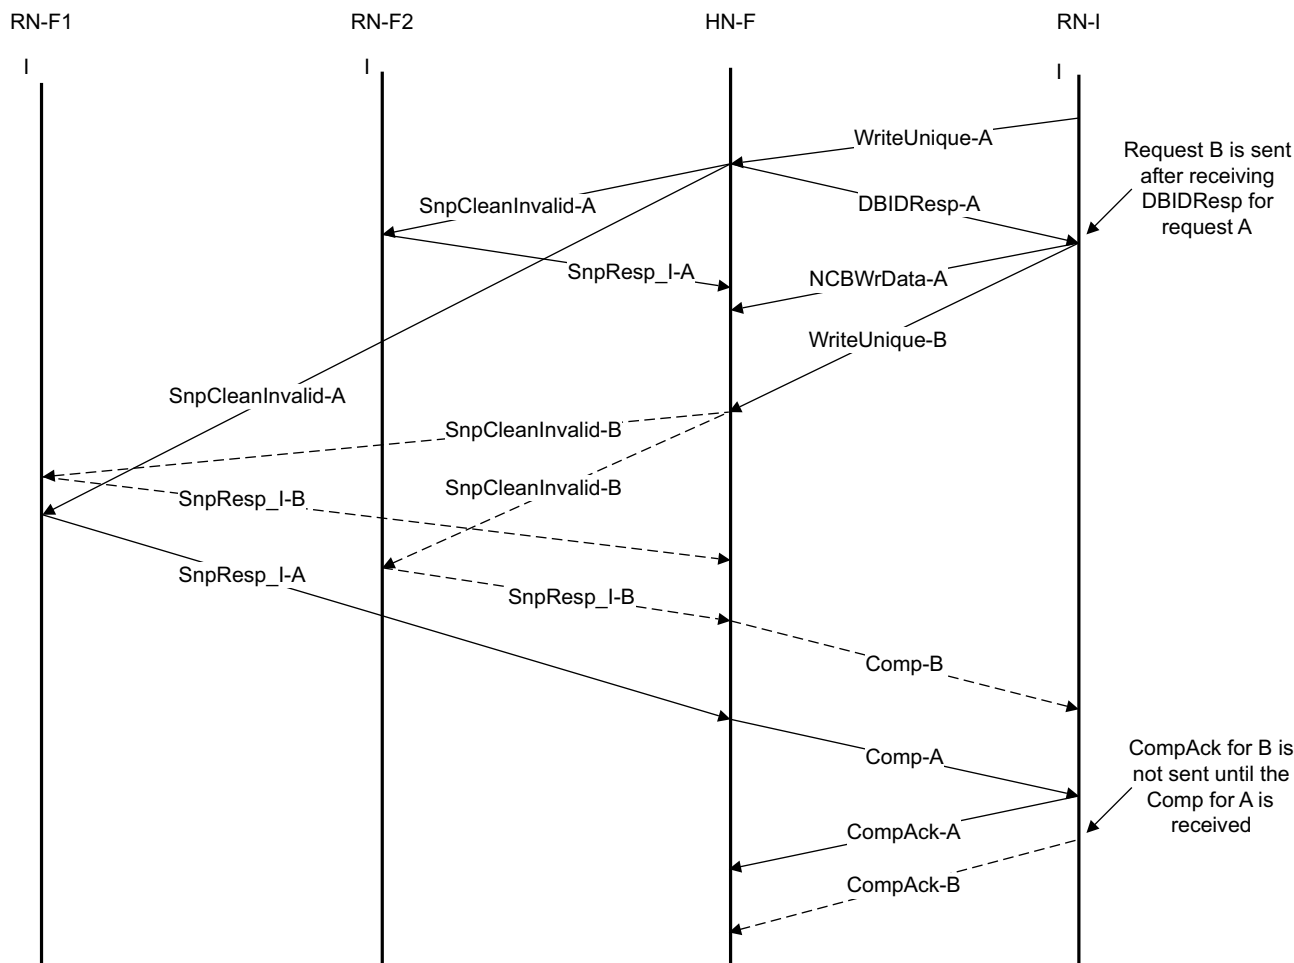 RN-F1
RN-F2
HN-F
RN-I
I
I
I
WriteUnique-A
Request B is sent
after receiving
DBIDResp for
request A
SnpCleanInvalid-A
DBIDResp-A
SnpResp_I-A
NCBWrData-A
WriteUnique-B
SnpCleanInvalid-A
SnpCleanInvalid-B
SnpCleanInvalid-B
SnpResp_I-B
SnpResp_I-A
SnpResp_I-B
Comp-B
Comp-A
CompAck for B is
not sent until the
Comp for A is
received
CompAck-A
CompAck-B